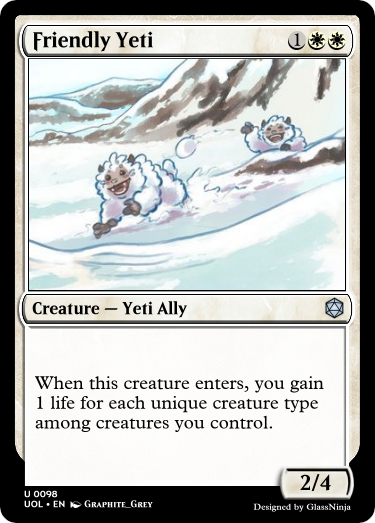 Friendly Yeti 1
Creature — Yeti Ally
When this creature enters, you gain
1 life for each unique creature type
among creatures you control.
2/4
U 0098
UOL • EN Graphite_Grey
Designed by GlassNinja